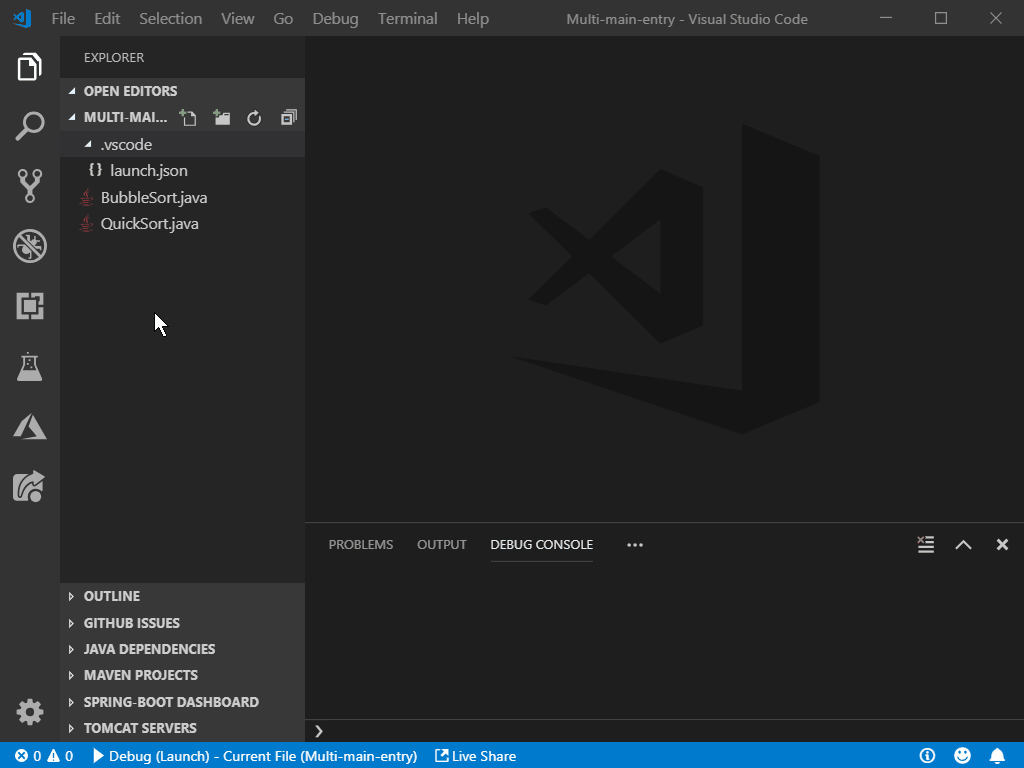 File Edit Selection View Go Debug Terminal Help Multi-main-entry - Visual Studio Code
EXPLORER
OPEN EDITORS
MULTI-MAI...
.vscode
{} launch.json
BubbleSort.java
QuickSort.java
OUTLINE
GITHUB ISSUES
JAVA DEPENDENCIES
MAVEN PROJECTS
SPRING-BOOT DASHBOARD
TOMCAT SERVERS
PROBLEMS OUTPUT DEBUG CONSOLE ...
0 0 Debug (Launch) - Current File (Multi-main-entry) Live Share